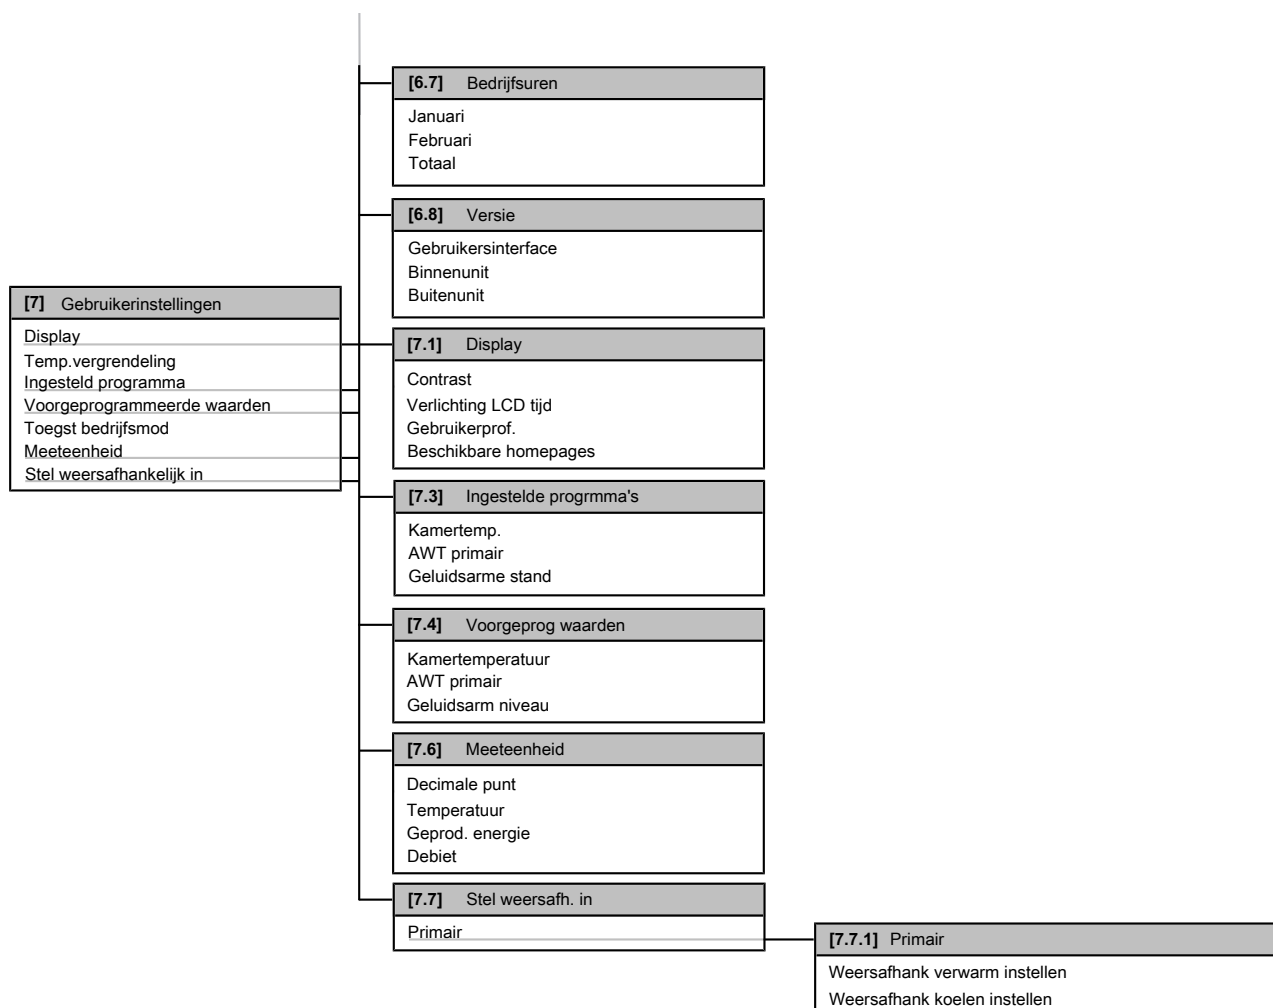 [6.7] Bedrijfsuren
Januari
Februari
Totaal
[6.8] Versie
Gebruikersinterface
Binnenunit
Buitenunit
[7] Gebruikerinstellingen
Display
Temp.vergrendeling
Ingesteld programma
Voorgeprogrammeerde waarden
Toegst bedrijfsmod
Meeteenheid
Stel weersafhankelijk in
[7.1] Display
Contrast
Verlichting LCD tijd
Gebruikerprof.
Beschikbare homepages
[7.3] Ingestelde progrmma's
Kamertemp.
AWT primair
Geluidsarme stand
[7.4] Voorgeprog waarden
Kamertemperatuur
AWT primair
Geluidsarm niveau
[7.6] Meeteenheid
Decimale punt
Temperatuur
Geprod. energie
Debiet
[7.7] Stel weersafh. in
Primair
[7.7.1] Primair
Weersafhank verwarm instellen
Weersafhank koelen instellen